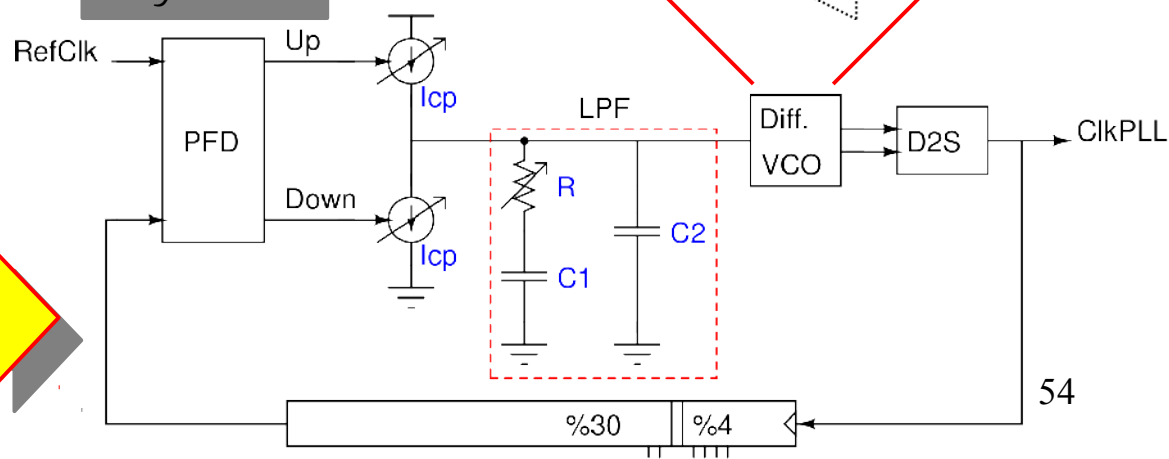 RefClk
Up
Icp
PFD
LPF
Diff.
VCO
D2S
ClkPLL
R
Down
C2
Icp
C1
54
%30
%4